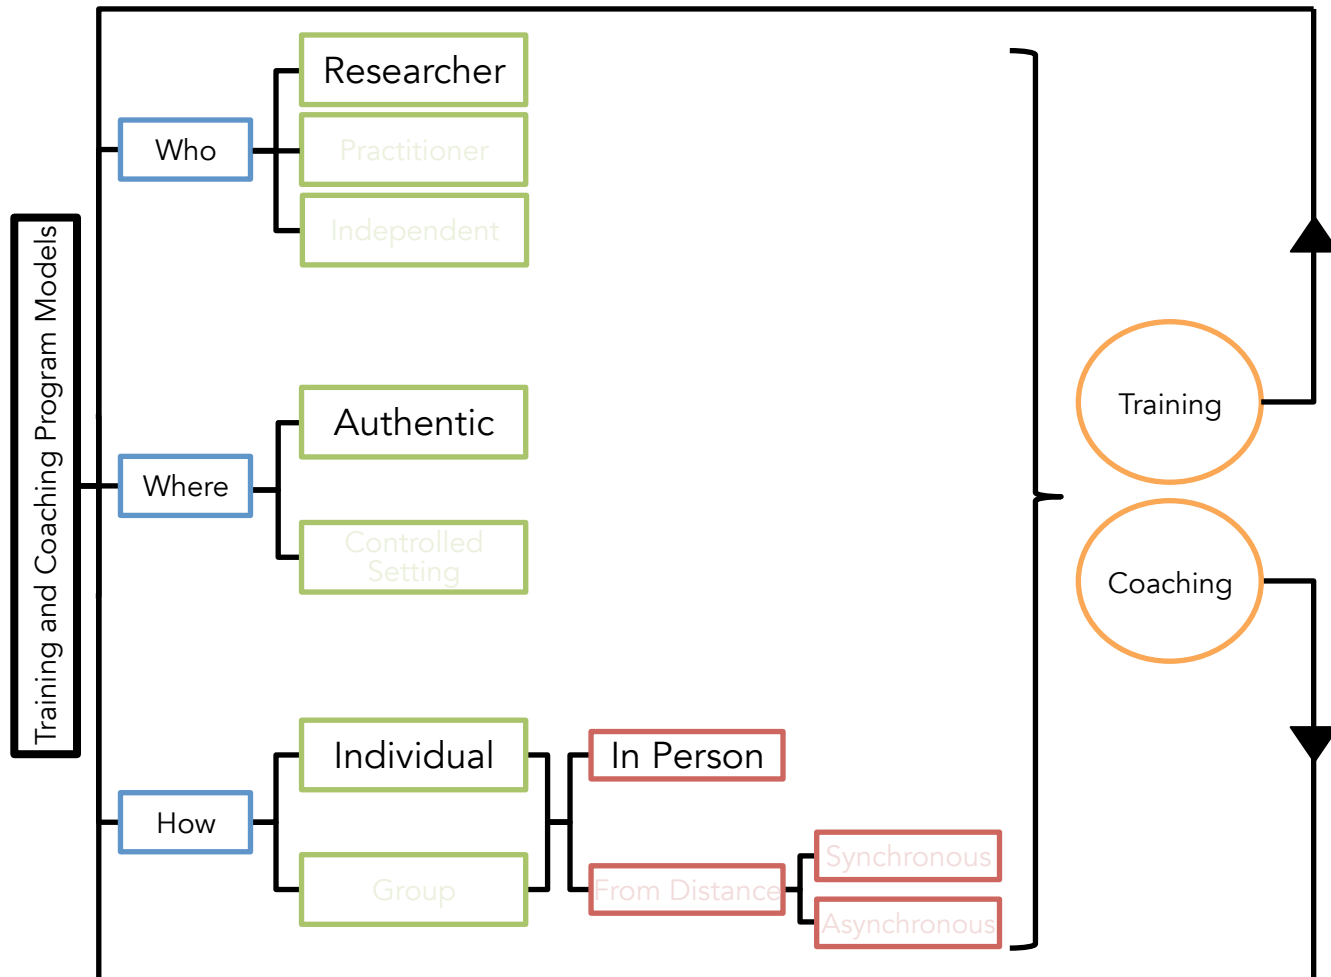 Training and Coaching Program Models
Who
Researcher
Practitioner
Independent
Where
Authentic
Controlled
Setting
How
Individual
Group
In Person
From Distance
Synchronous
Asynchronous
Training
Coaching